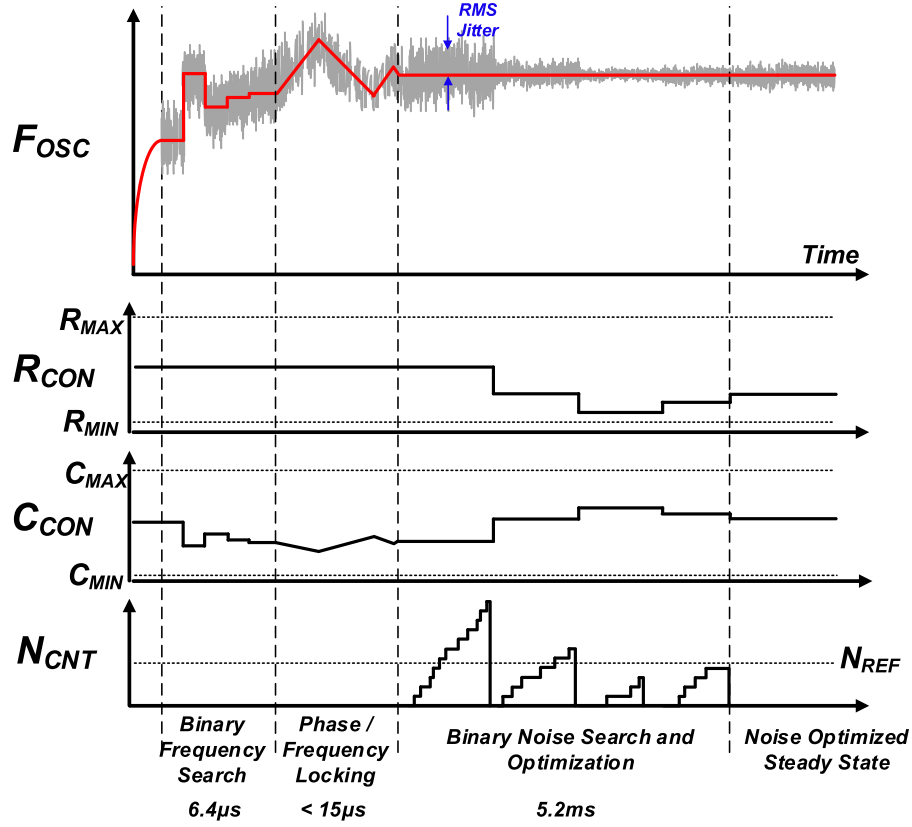 RMS
Jitter
FOSC
Time
RMAX
RCON
RMIN
CMAX
CCON
CMIN
NCNT
NREF
Binary
Frequency
Search
6.4µs
Phase /
Frequency
Locking
< 15µs
Binary Noise Search and
Optimization
5.2ms
Noise Optimized
Steady State